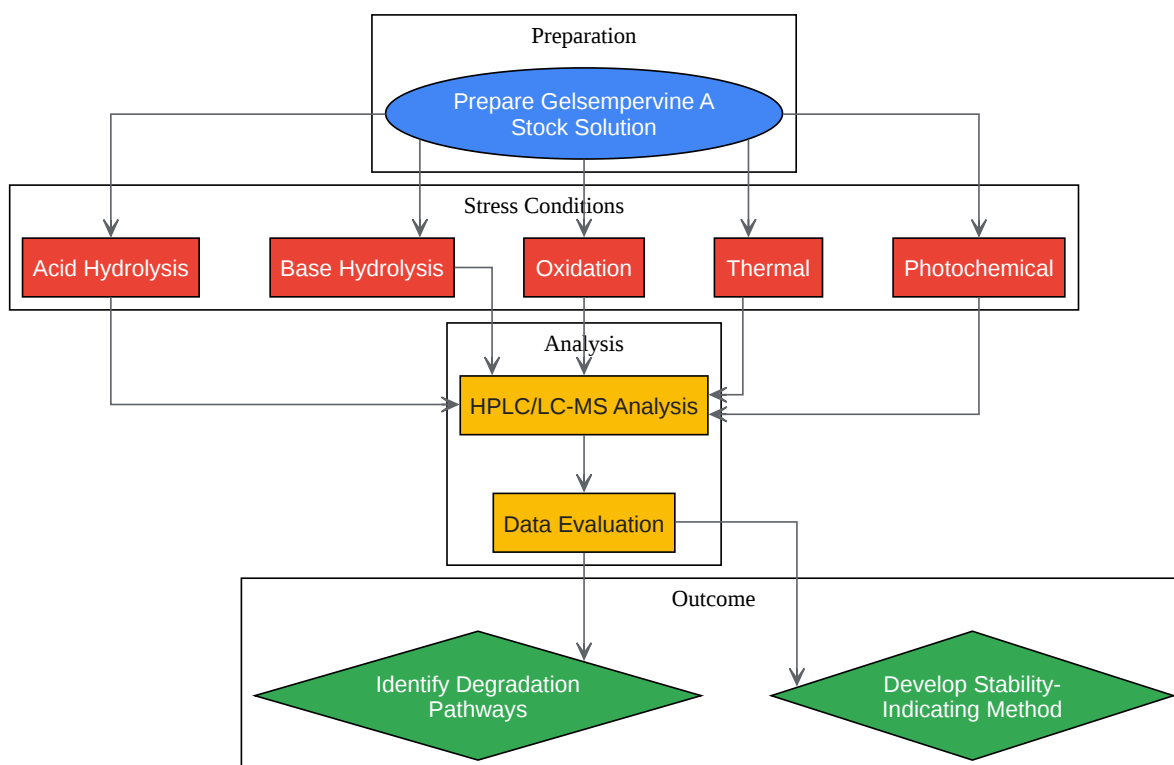 Preparation
Prepare Gelsempervine A
Stock Solution
Stress Conditions
Acid Hydrolysis
Base Hydrolysis
Oxidation
Thermal
Photochemical
Analysis
HPLC/LC-MS Analysis
Data Evaluation
Outcome
Identify Degradation
Pathways
Develop Stability-
Indicating Method